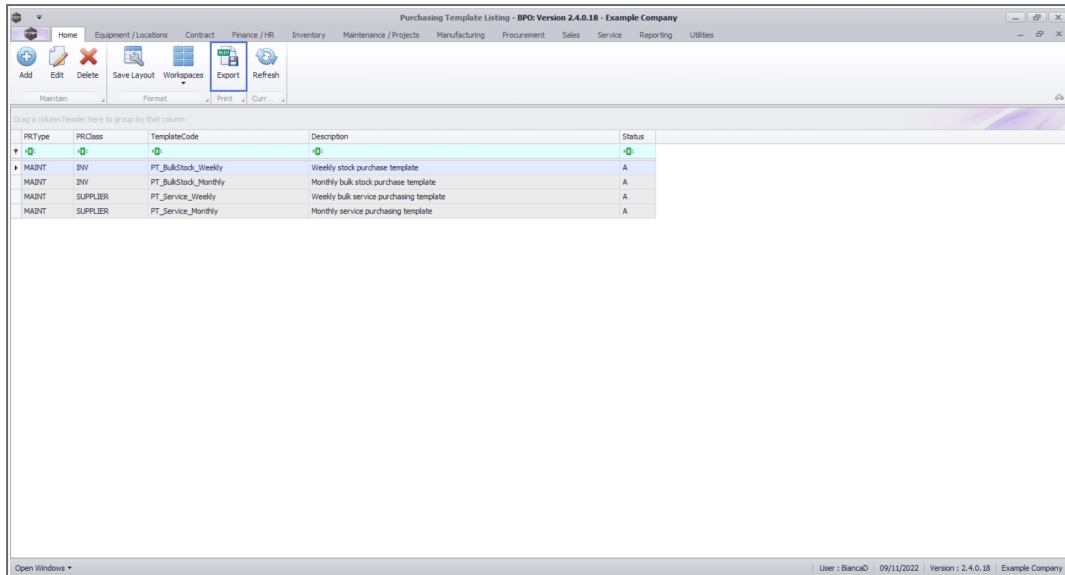 Purchasing Template Listing - BPO: Version 2.4.0.18 - Example Company
Home Equipment / Locations Contract Finance / HR Inventory Maintenance / Projects Manufacturing Procurement Sales Service Reporting Utilities
Add Edit Delete Save Layout Workspaces Export Refresh
Maintain Format Print Curr...
Drag a column header here to group by that column
PRType PRClass TemplateCode Description Status
MAINT INV PT_BulkStock_Weekly Weekly stock purchase template A
MAINT INV PT_BulkStock_Monthly Monthly bulk stock purchase template A
MAINT SUPPLIER PT_Service_Weekly Weekly bulk service purchasing template A
MAINT SUPPLIER PT_Service_Monthly Monthly service purchasing template A
Open Windows User : BiancaD 09/11/2022 Version : 2.4.0.18 Example Company